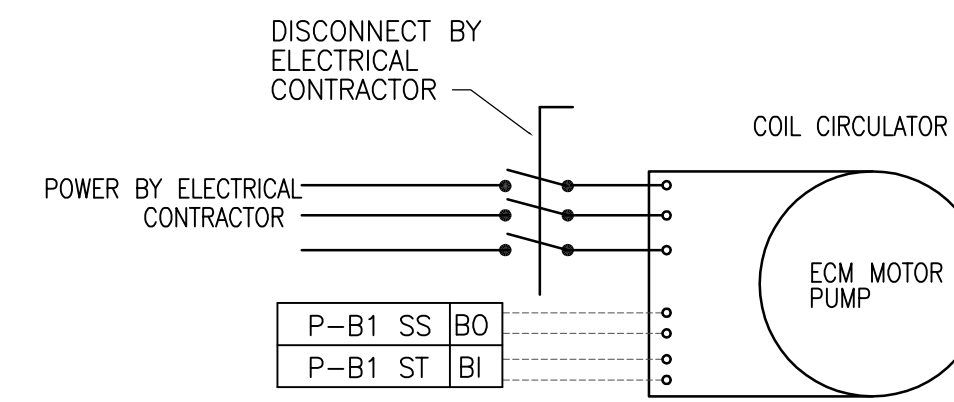 DISCONNECT BY
ELECTRICAL
CONTRACTOR
COIL CIRCULATOR
POWER BY ELECTRICAL
CONTRACTOR
ECM MOTOR
PUMP
P-B1 SS BO
P-B1 ST BI